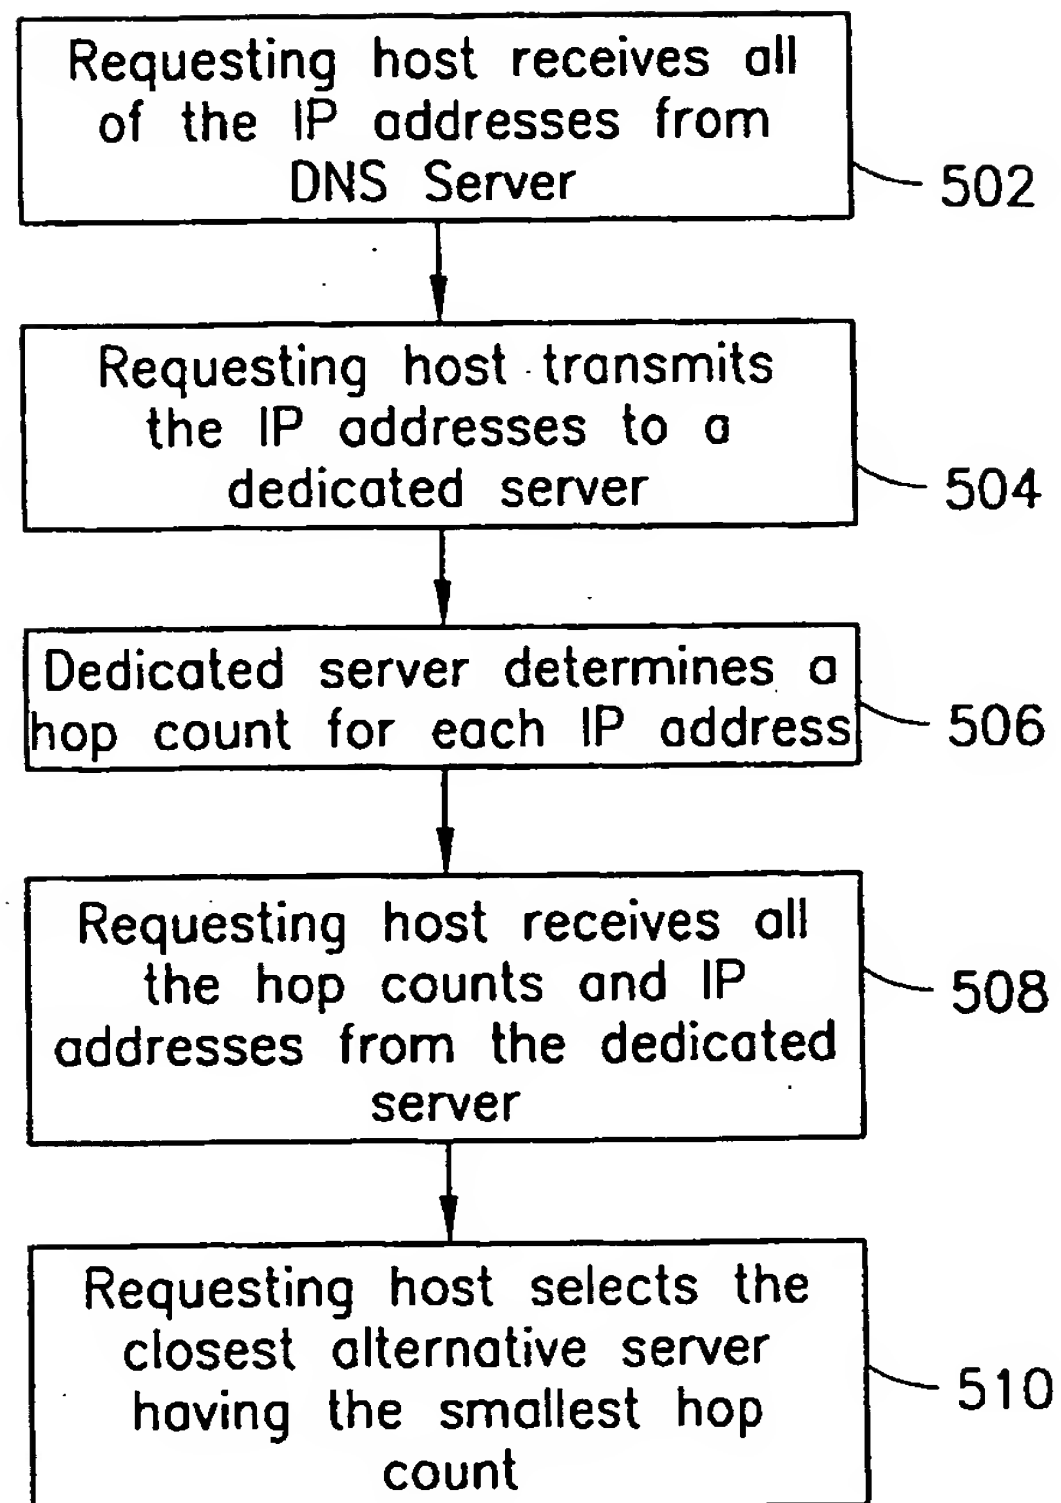 Requesting host receives all
of the IP addresses from
DNS Server
502
Requesting host transmits
the IP addresses to a
dedicated server
504
Dedicated server determines a
hop count for each IP address
506
Requesting host receives all
the hop counts and IP
addresses from the dedicated
server
508
Requesting host selects the
closest alternative server
having the smallest hop
count
510